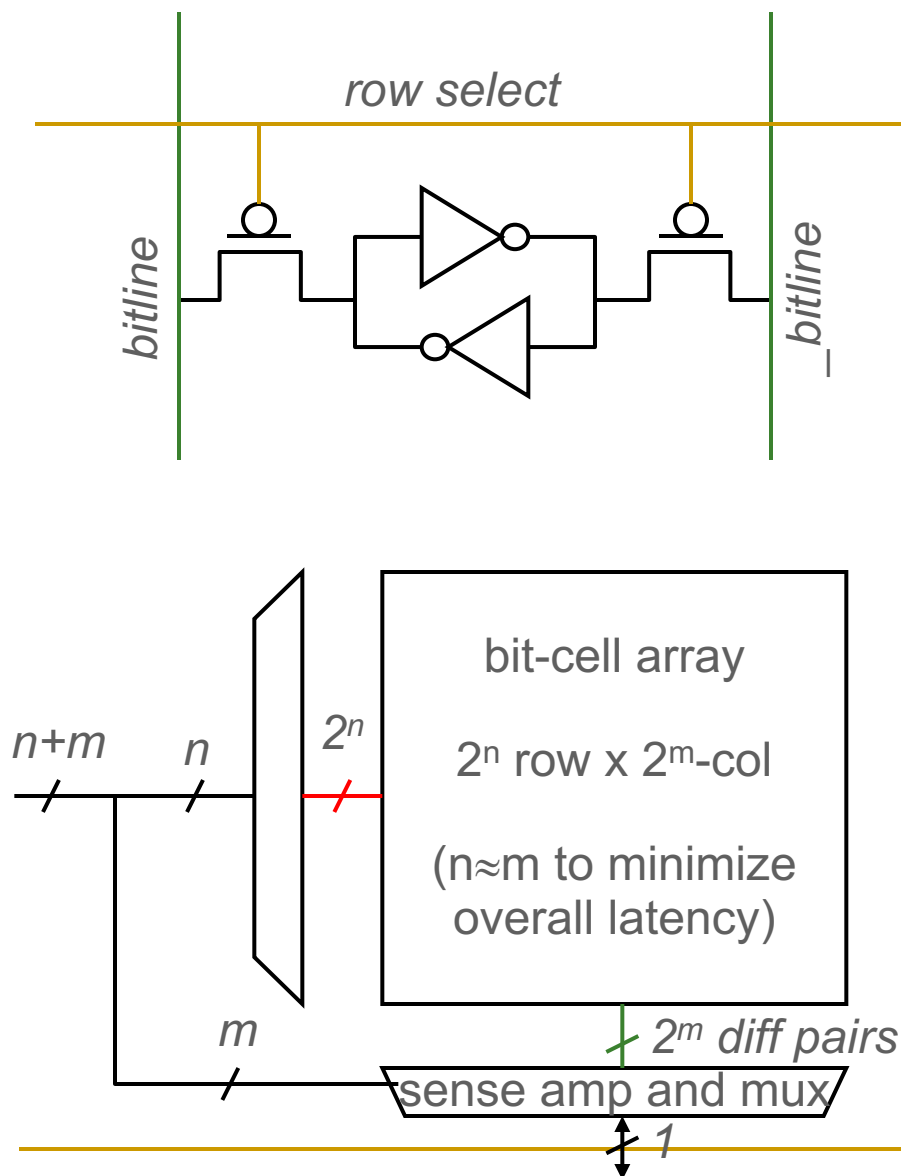 row select
bitline
_bitline
bit-cell array
n+m
n
2ⁿ
2ⁿ row x 2ᵐ-col
(n≈m to minimize
overall latency)
m
2ᵐ diff pairs
sense amp and mux
1